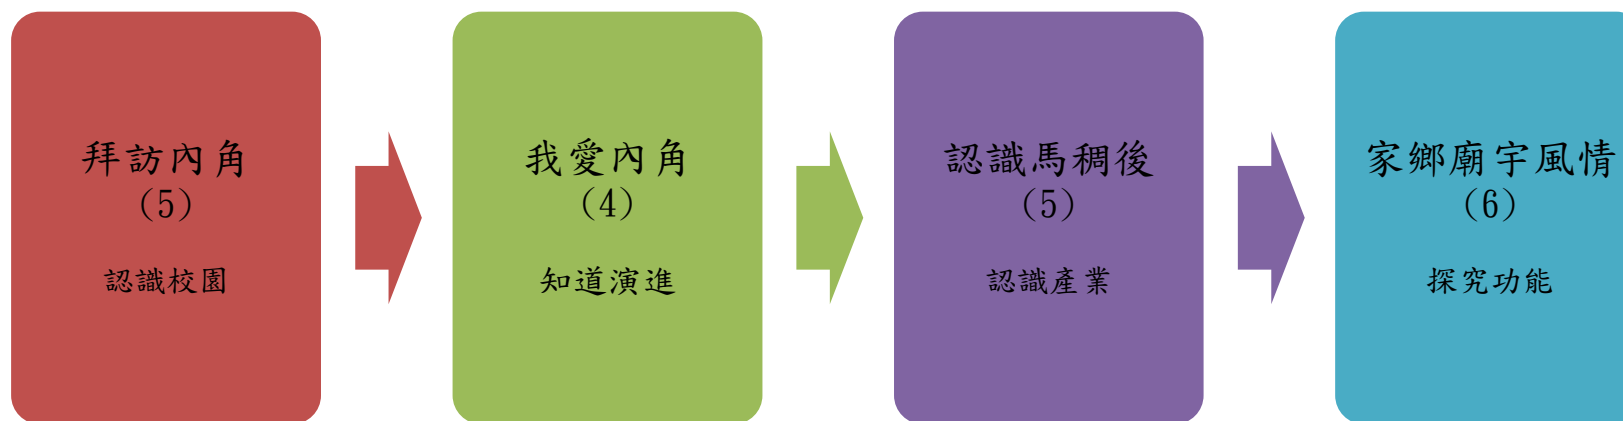 拜訪內角
(5)
認識校園
我愛內角
(4)
知道演進
認識馬稠後
(5)
認識產業
家鄉廟宇風情
(6)
探究功能